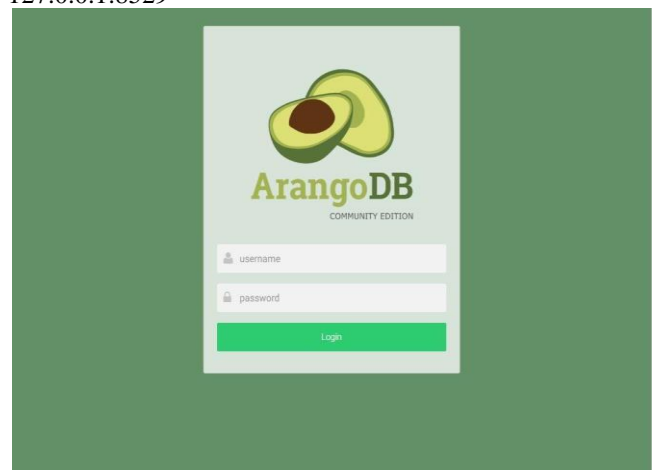 127.0.0.1:8529
ArangoDB
COMMUNITY EDITION
username
password
Login